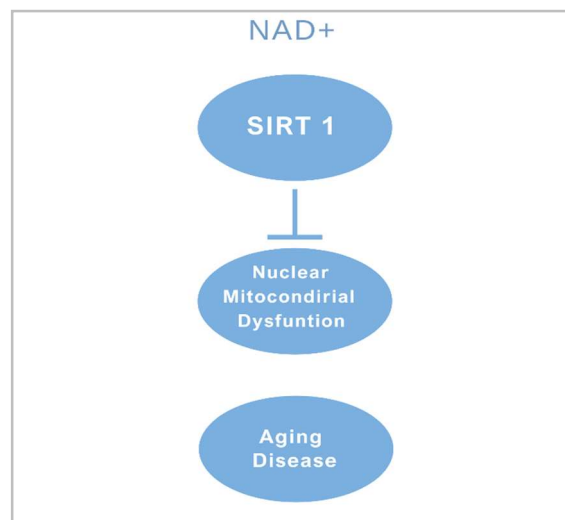 NAD+
SIRT 1
Nuclear
Mitocondirial
Dysfuntion
Aging
Disease